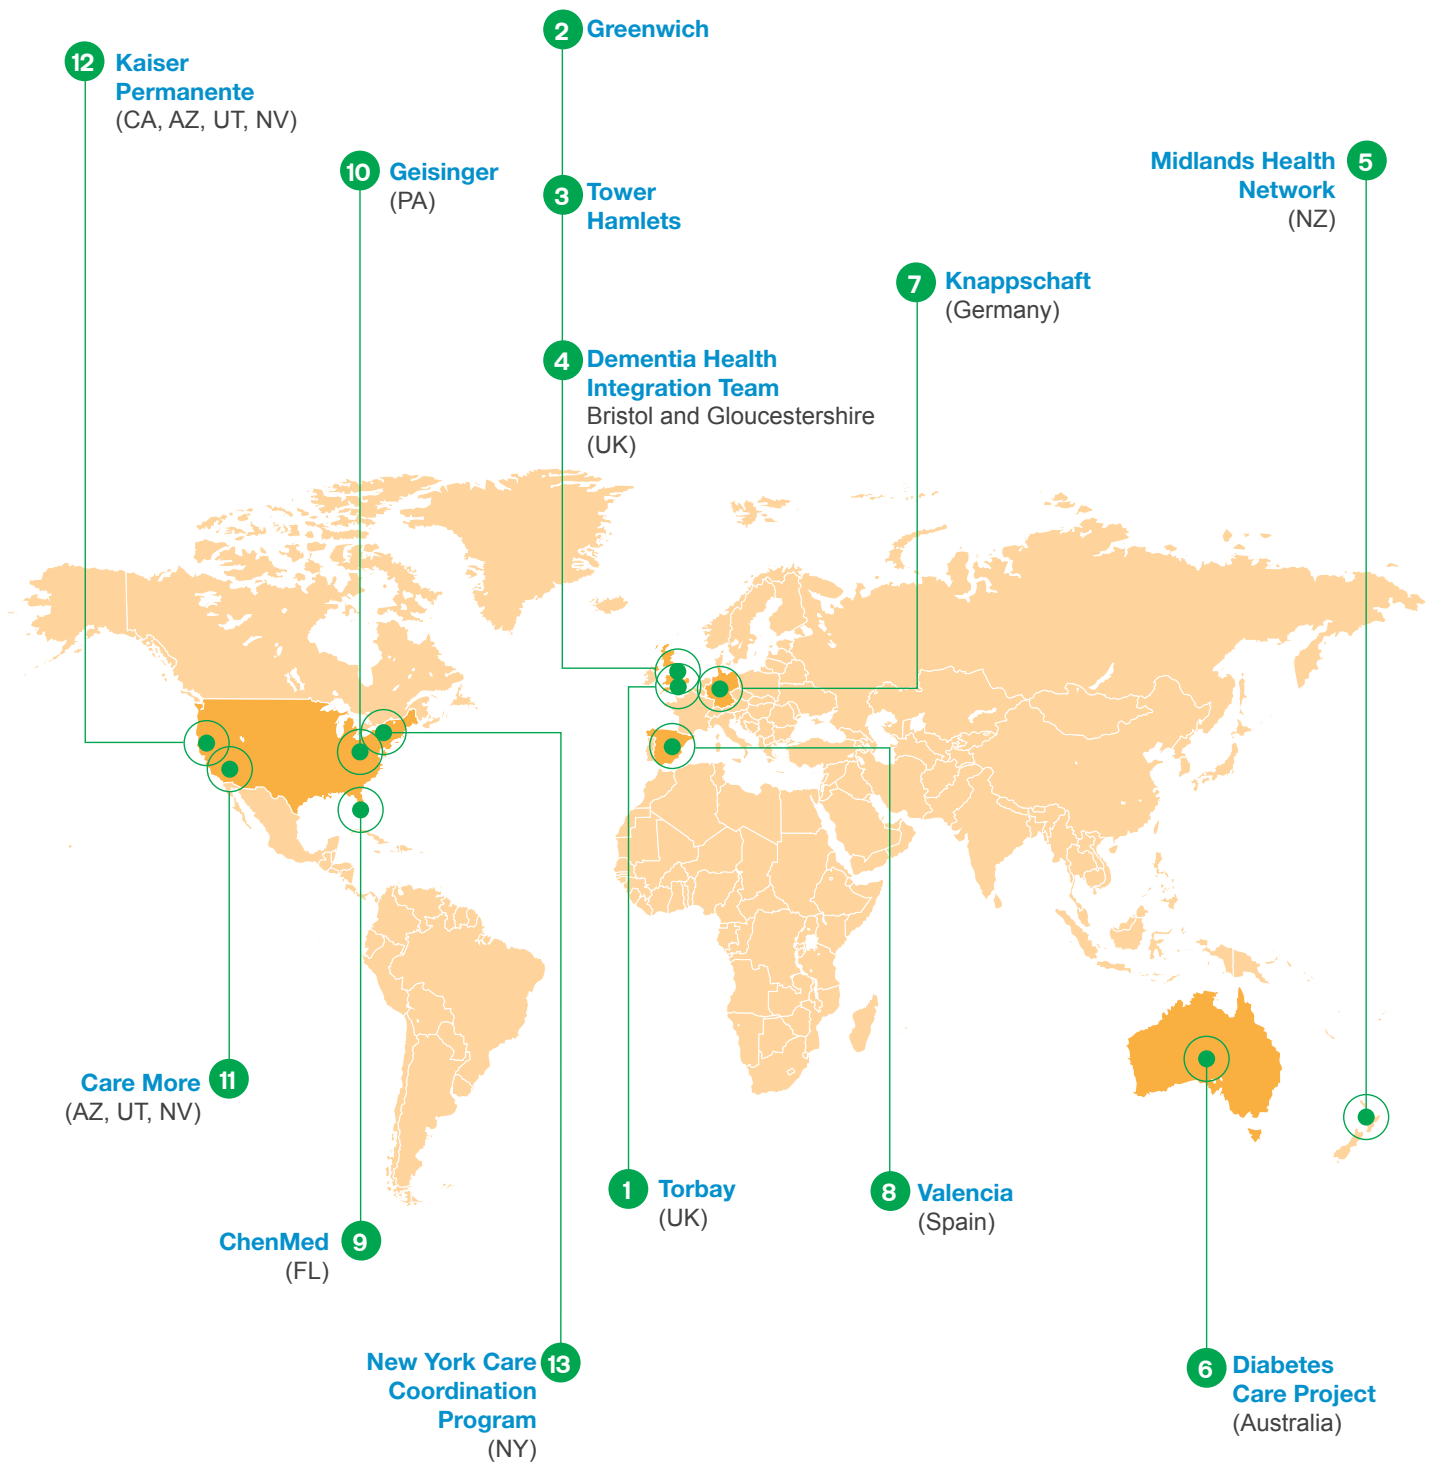 2 Greenwich
12 Kaiser
Permanente
(CA, AZ, UT, NV)
10 Geisinger
(PA)
3 Tower
Hamlets
Midlands Health 5
Network
(NZ)
7 Knappschaft
(Germany)
4 Dementia Health
Integration Team
Bristol and Gloucestershire
(UK)
Care More 11
(AZ, UT, NV)
1 Torbay
(UK)
8 Valencia
(Spain)
ChenMed 9
(FL)
New York Care 13
Coordination
Program
(NY)
6 Diabetes
Care Project
(Australia)